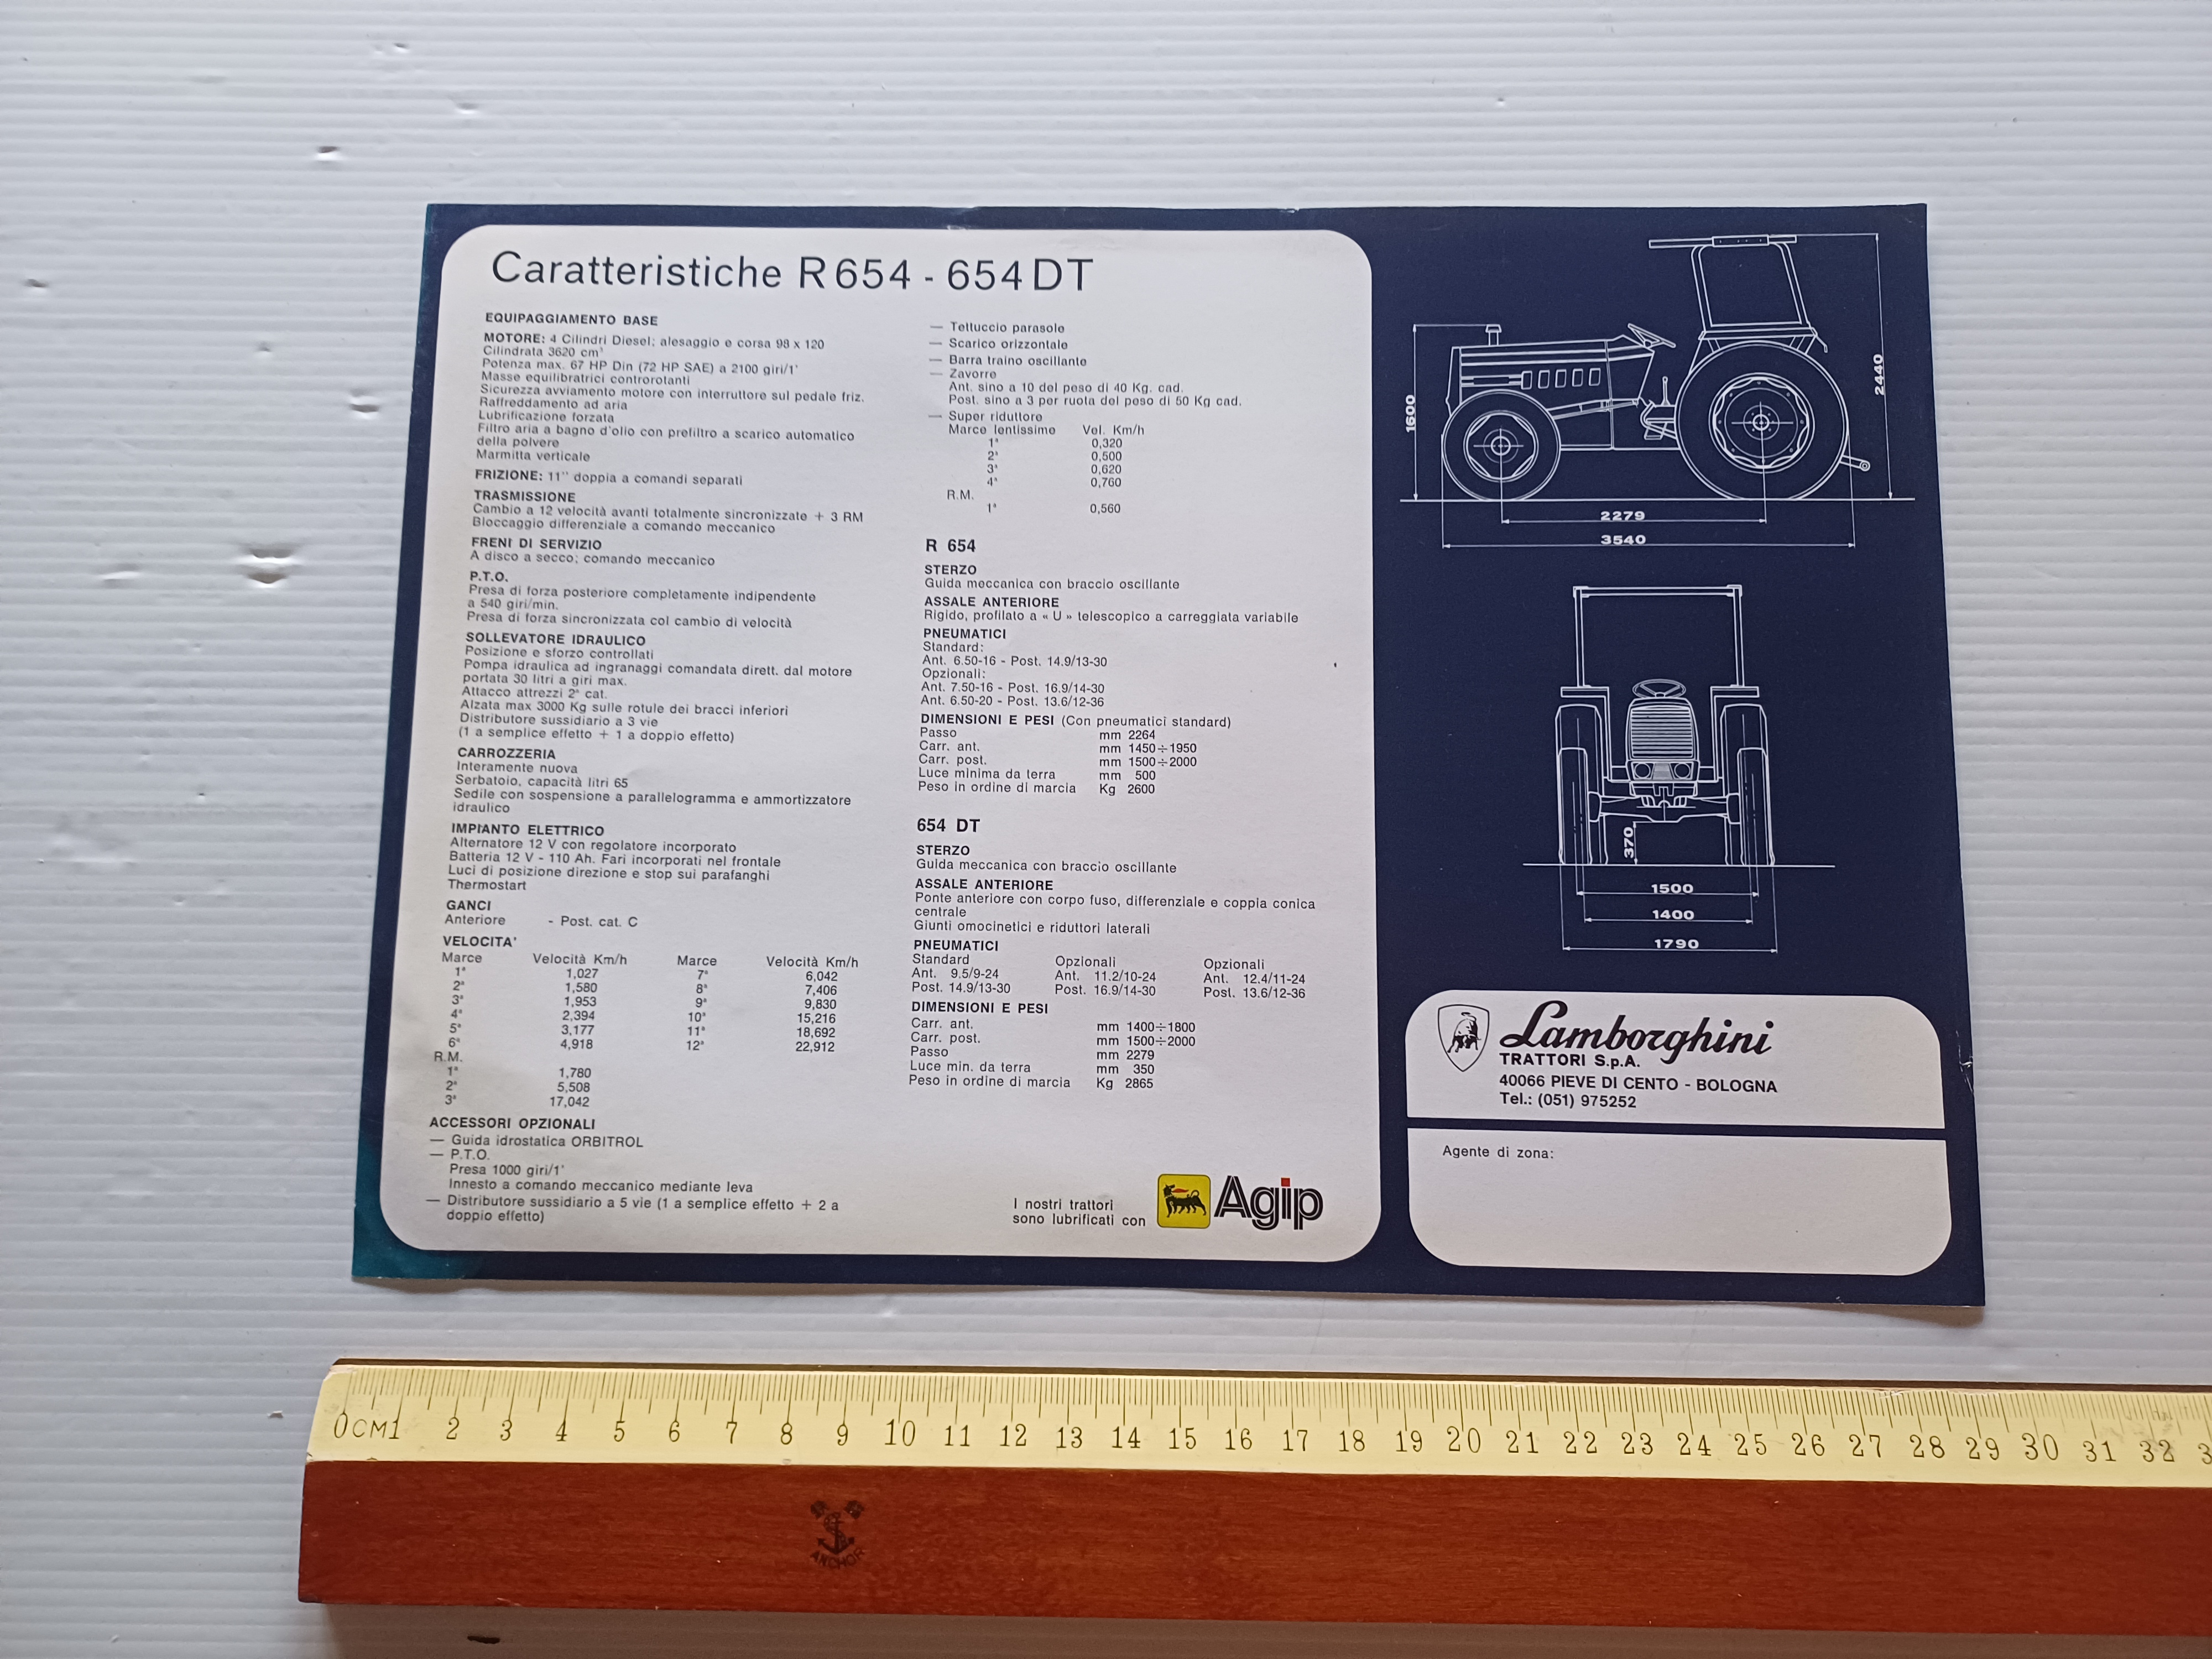 Caratteristiche R 654 - 654 DT
EQUIPAGGIAMENTO BASE
MOTORE: 4 Cilindri Diesel; alesaggio e corsa 98 x 120
Cilindrata 3620 cm³
Potenza max. 67 HP Din (72 HP SAE) a 2100 giri/1'
Masse equilibratrici controrotanti
Sicurezza avviamento motore con interruttore sul pedale friz.
Raffreddamento ad aria
Lubrificazione forzata
Filtro aria a bagno d'olio con prefiltro a scarico automatico
della polvere
Marmitta verticale
FRIZIONE: 11'' doppia a comandi separati
TRASMISSIONE
Cambio a 12 velocità avanti totalmente sincronizzate + 3 RM
Bloccaggio differenziale a comando meccanico
FRENI DI SERVIZIO
A disco a secco; comando meccanico
P.T.O.
Presa di forza posteriore completamente indipendente
a 540 giri/min.
Presa di forza sincronizzata col cambio di velocità
SOLLEVATORE IDRAULICO
Posizione e sforzo controllati
Pompa idraulica ad ingranaggi comandata dirett. dal motore
portata 30 litri a giri max.
Attacco attrezzi 2ª cat.
Alzata max 3000 Kg sulle rotule dei bracci inferiori
Distributore sussidiario a 3 vie
(1 a semplice effetto + 1 a doppio effetto)
CARROZZERIA
Interamente nuova
Serbatoio, capacità litri 65
Sedile con sospensione a parallelogramma e ammortizzatore
idraulico
IMPIANTO ELETTRICO
Alternatore 12 V con regolatore incorporato
Batteria 12 V - 110 Ah. Fari incorporati nel frontale
Luci di posizione direzione e stop sui parafanghi
Thermostart
GANCI
Anteriore - Post. cat. C
VELOCITA'
Marce Velocità Km/h Marce Velocità Km/h
1ª 1,027 7ª 6,042
2ª 1,580 8ª 7,406
3ª 1,953 9ª 9,830
4ª 2,394 10ª 15,216
5ª 3,177 11ª 18,692
6ª 4,918 12ª 22,912
R.M.
1ª 1,780
2ª 5,508
3ª 17,042
ACCESSORI OPZIONALI
— Guida idrostatica ORBITROL
— P.T.O.
Presa 1000 giri/1'
Innesto a comando meccanico mediante leva
— Distributore sussidiario a 5 vie (1 a semplice effetto + 2 a
doppio effetto)
— Tettuccio parasole
— Scarico orizzontale
— Barra traino oscillante
— Zavorre
Ant. sino a 10 del peso di 40 Kg. cad.
Post. sino a 3 per ruota del peso di 50 Kg cad.
— Super riduttore
Marce lentissime Vel. Km/h
1ª 0,320
2ª 0,500
3ª 0,620
4ª 0,760
R.M.
1ª 0,560
R 654
STERZO
Guida meccanica con braccio oscillante
ASSALE ANTERIORE
Rigido, profilato a « U » telescopico a carreggiata variabile
PNEUMATICI
Standard:
Ant. 6.50-16 - Post. 14.9/13-30
Opzionali:
Ant. 7.50-16 - Post. 16.9/14-30
Ant. 6.50-20 - Post. 13.6/12-36
DIMENSIONI E PESI (Con pneumatici standard)
Passo mm 2264
Carr. ant. mm 1450÷1950
Carr. post. mm 1500÷2000
Luce minima da terra mm 500
Peso in ordine di marcia Kg 2600
654 DT
STERZO
Guida meccanica con braccio oscillante
ASSALE ANTERIORE
Ponte anteriore con corpo fuso, differenziale e coppia conica
centrale
Giunti omocinetici e riduttori laterali
PNEUMATICI
Standard Opzionali Opzionali
Ant. 9.5/9-24 Ant. 11.2/10-24 Ant. 12.4/11-24
Post. 14.9/13-30 Post. 16.9/14-30 Post. 13.6/12-36
DIMENSIONI E PESI
Carr. ant. mm 1400÷1800
Carr. post. mm 1500÷2000
Passo mm 2279
Luce min. da terra mm 350
Peso in ordine di marcia Kg 2865
I nostri trattori
sono lubrificati con
Agip
1600
2440
2279
3540
370
1500
1400
1790
Lamborghini
TRATTORI S.p.A.
40066 PIEVE DI CENTO - BOLOGNA
Tel.: (051) 975252
Agente di zona:
0CM1 2 3 4 5 6 7 8 9 10 11 12 13 14 15 16 17 18 19 20 21 22 23 24 25 26 27 28 29 30 31 32
ANCHOR